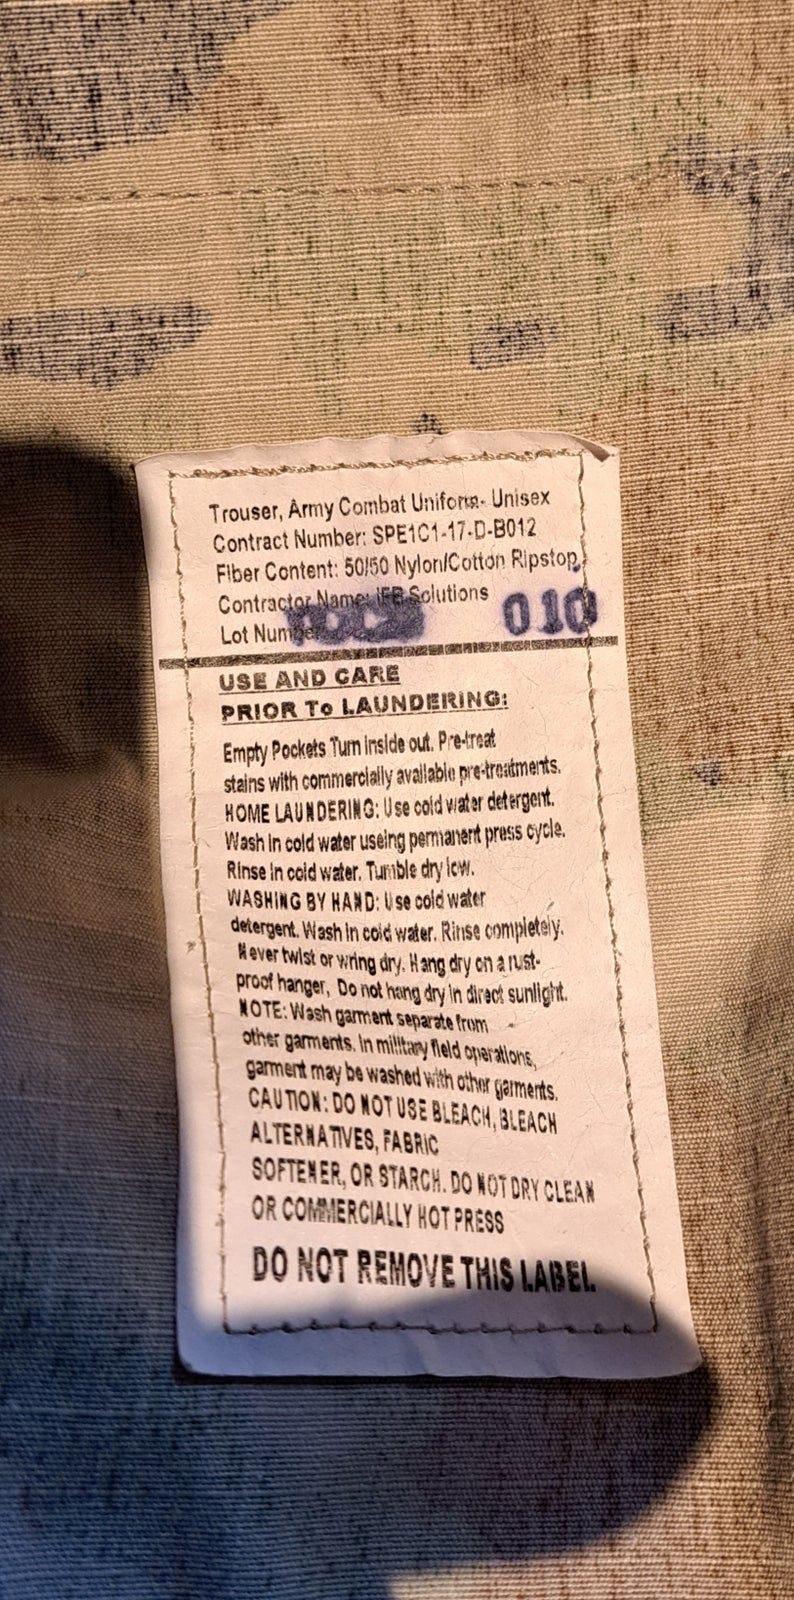 Trouser, Army Combat Uniform- Unisex
Contract Number: SPE1C1-17-D-B012
Fiber Content: 50/50 Nylon/Cotton Ripstop
Contractor Name: IFB Solutions
Lot Number 010
USE AND CARE
PRIOR To LAUNDERING:
Empty Pockets Turn inside out. Pre-treat
stains with commercially available pre-treatments.
HOME LAUNDERING: Use cold water detergent.
Wash in cold water useing permanent press cycle.
Rinse in cold water. Tumble dry low.
WASHING BY HAND: Use cold water
detergent. Wash in cold water. Rinse completely.
Never twist or wring dry. Hang dry on a rust-
proof hanger, Do not hang dry in direct sunlight.
NOTE: Wash garment separate from
other garments. In military field operations,
garment may be washed with other garments.
CAUTION: DO NOT USE BLEACH, BLEACH
ALTERNATIVES, FABRIC
SOFTENER, OR STARCH. DO NOT DRY CLEAN
OR COMMERCIALLY HOT PRESS
DO NOT REMOVE THIS LABEL